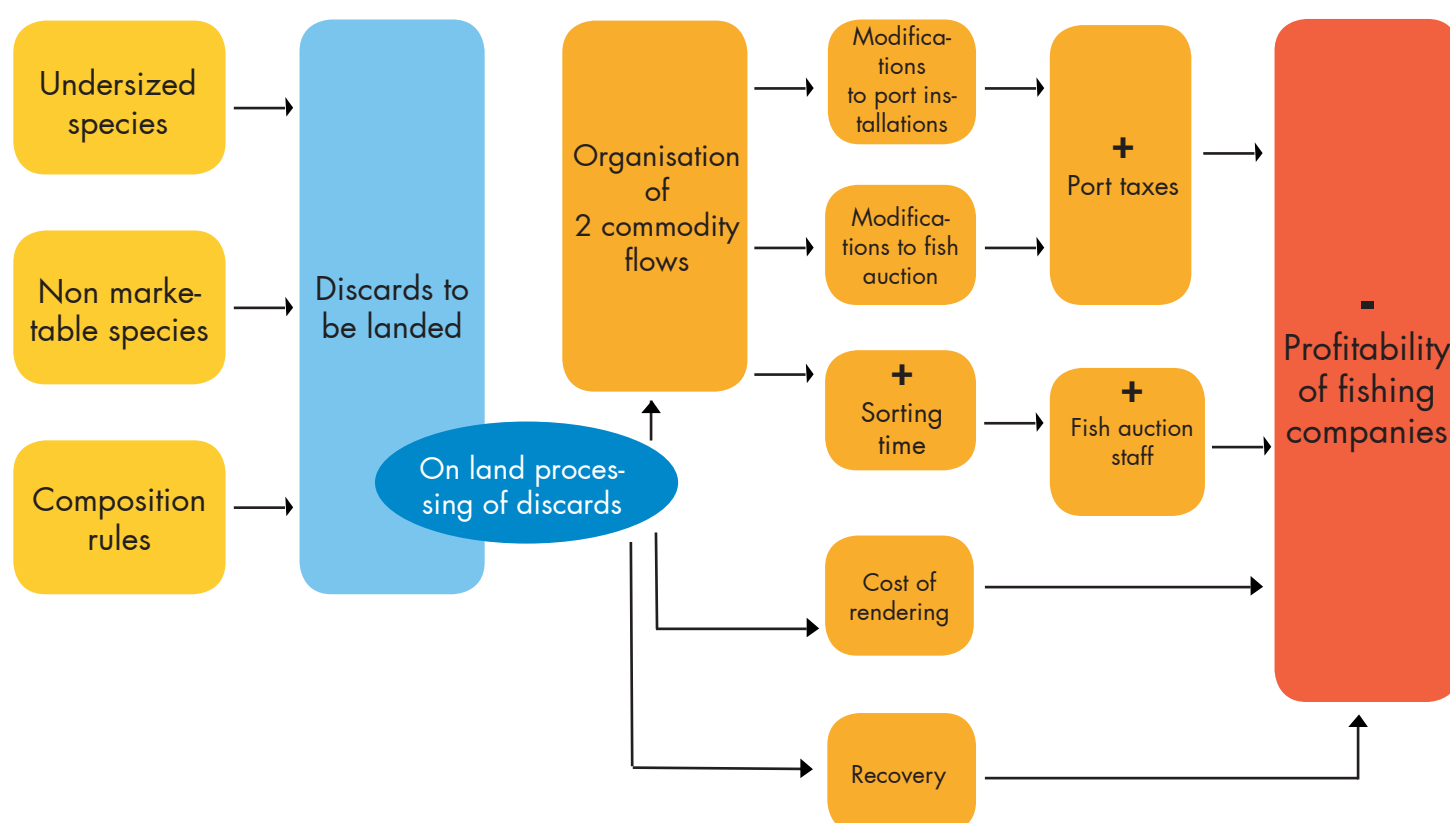 Undersized
species
Non marke-
table species
Composition
rules
Discards to
be landed
On land proces-
sing of discards
Organisation
of
2 commodity
flows
Modifica-
tions
to port ins-
tallations
Modifica-
tions to fish
auction
+
Sorting
time
Cost of
rendering
Recovery
+
Port taxes
+
Fish auction
staff
-
Profitability
of fishing
companies